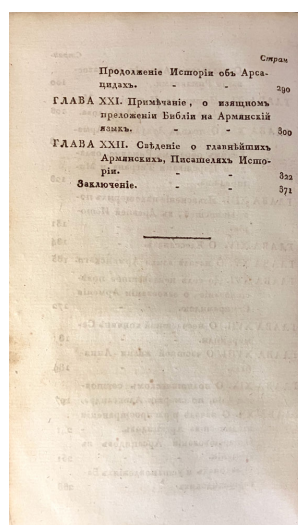 Стран
Продолженіе Исторіи объ Арса-
цидахъ. - - 290
ГЛАВА XXI. Примѣчаніе, о изящномъ
преложеніи Библіи на Армянскій
языкъ. - - 300
ГЛАВА XXII. Свѣденіе о главнѣйшихъ
Армянскихъ, Писателяхъ Исто-
ріи. - - 322
Заключеніе. - - 371